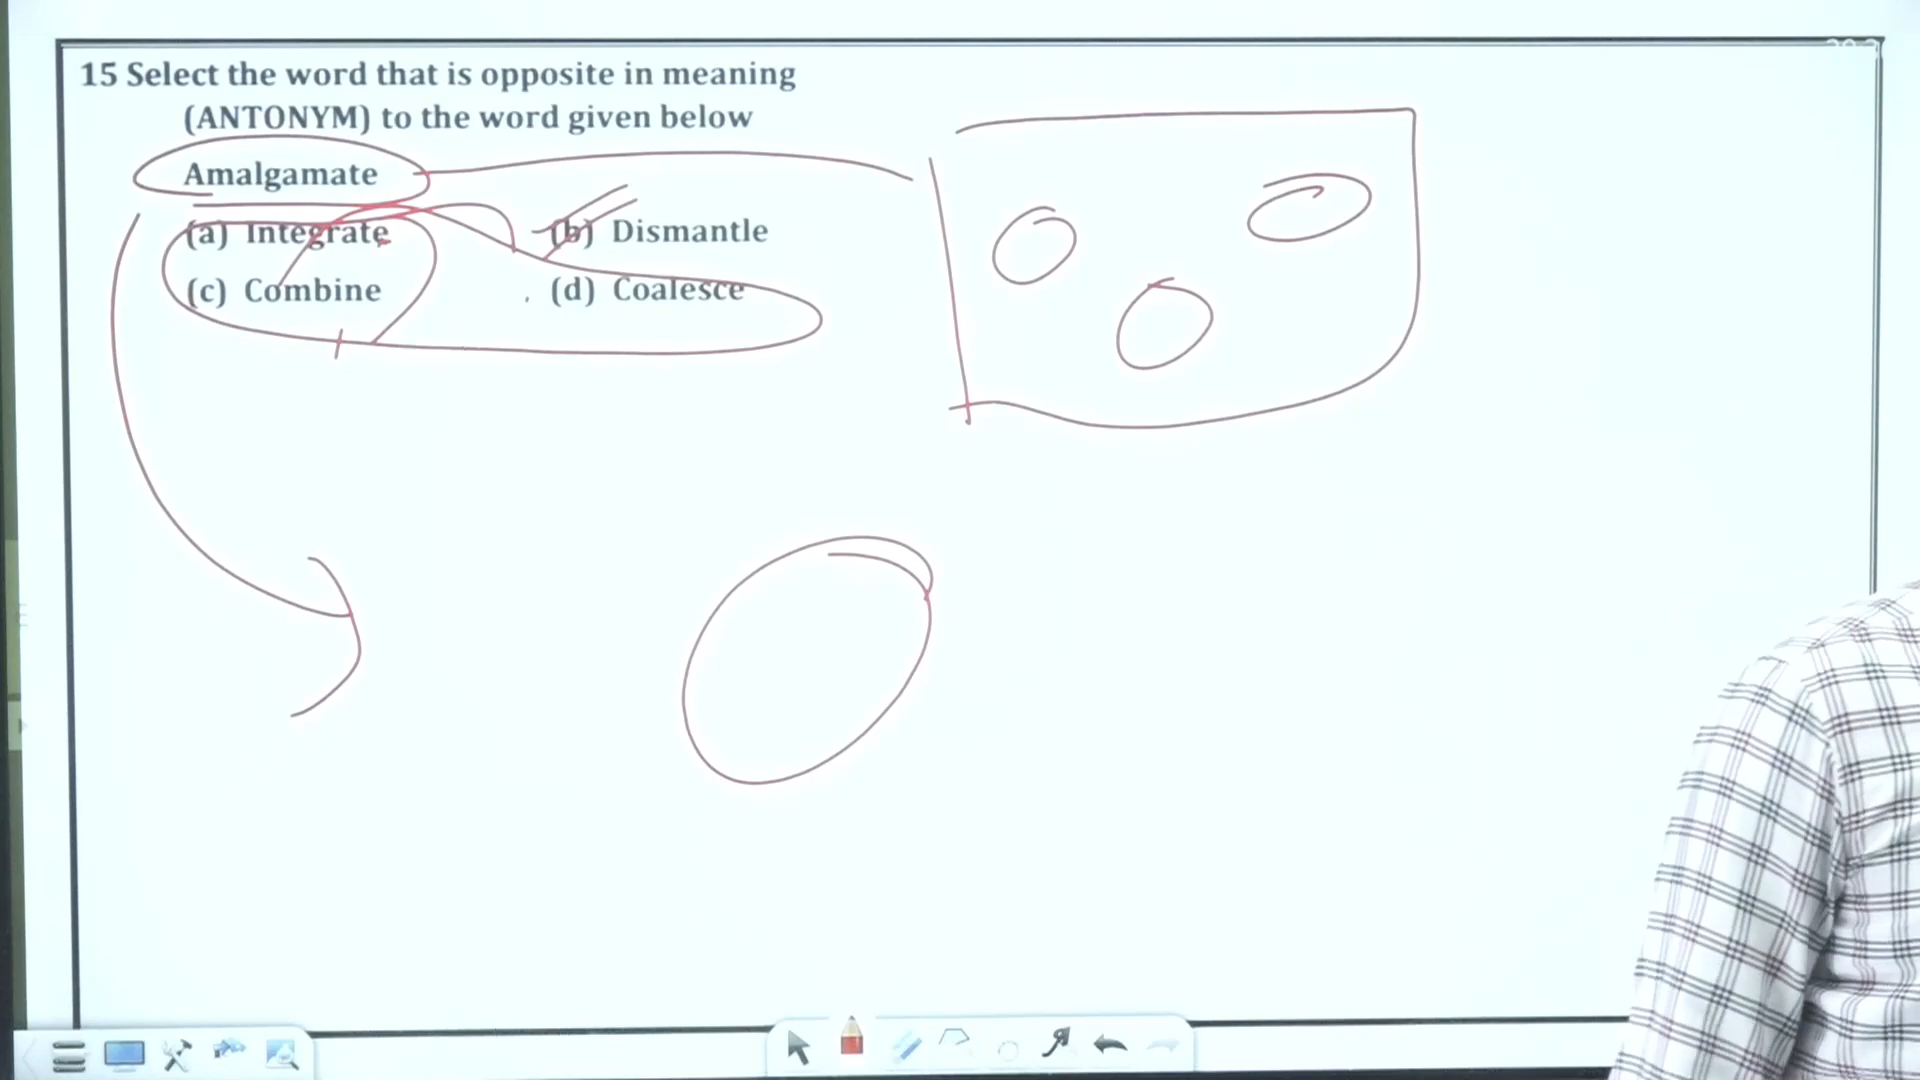 15 Select the word that is opposite in meaning
(ANTONYM) to the word given below
Amalgamate
(a) Integrate (b) Dismantle
(c) Combine (d) Coalesce